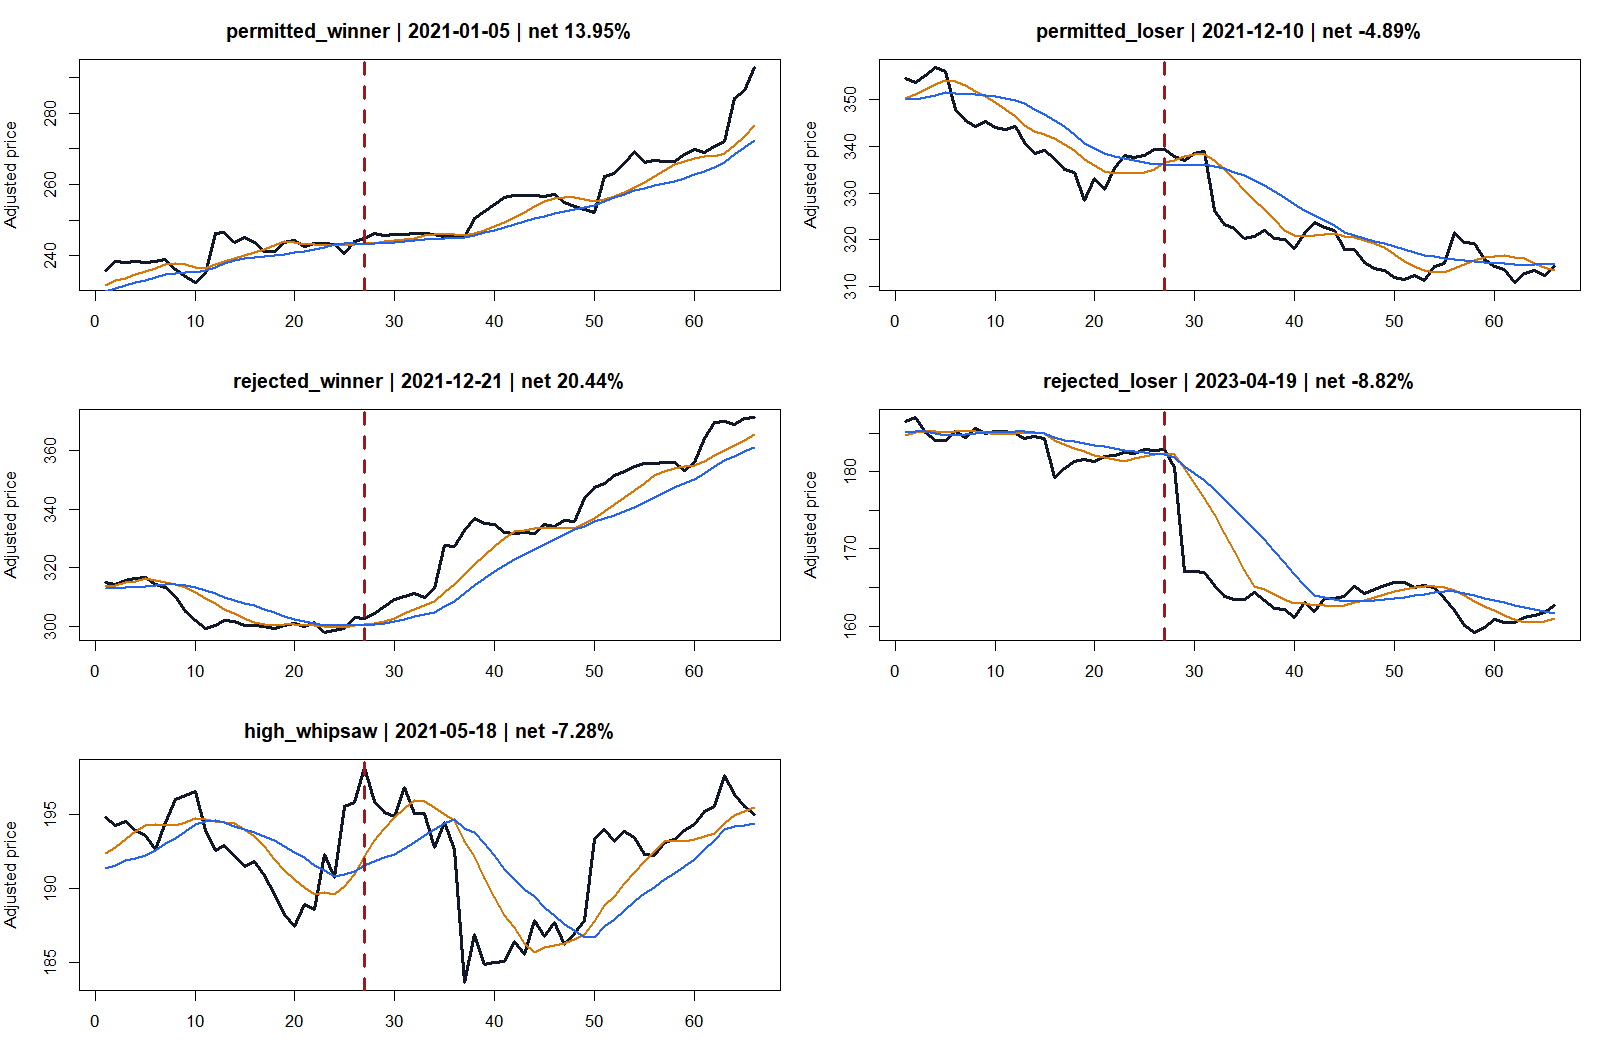 permitted_winner | 2021-01-05 | net 13.95%
Adjusted price
240 260 280
0 10 20 30 40 50 60
permitted_loser | 2021-12-10 | net -4.89%
Adjusted price
310 320 330 340 350
0 10 20 30 40 50 60
rejected_winner | 2021-12-21 | net 20.44%
Adjusted price
300 320 340 360
0 10 20 30 40 50 60
rejected_loser | 2023-04-19 | net -8.82%
Adjusted price
160 170 180
0 10 20 30 40 50 60
high_whipsaw | 2021-05-18 | net -7.28%
Adjusted price
185 190 195
0 10 20 30 40 50 60